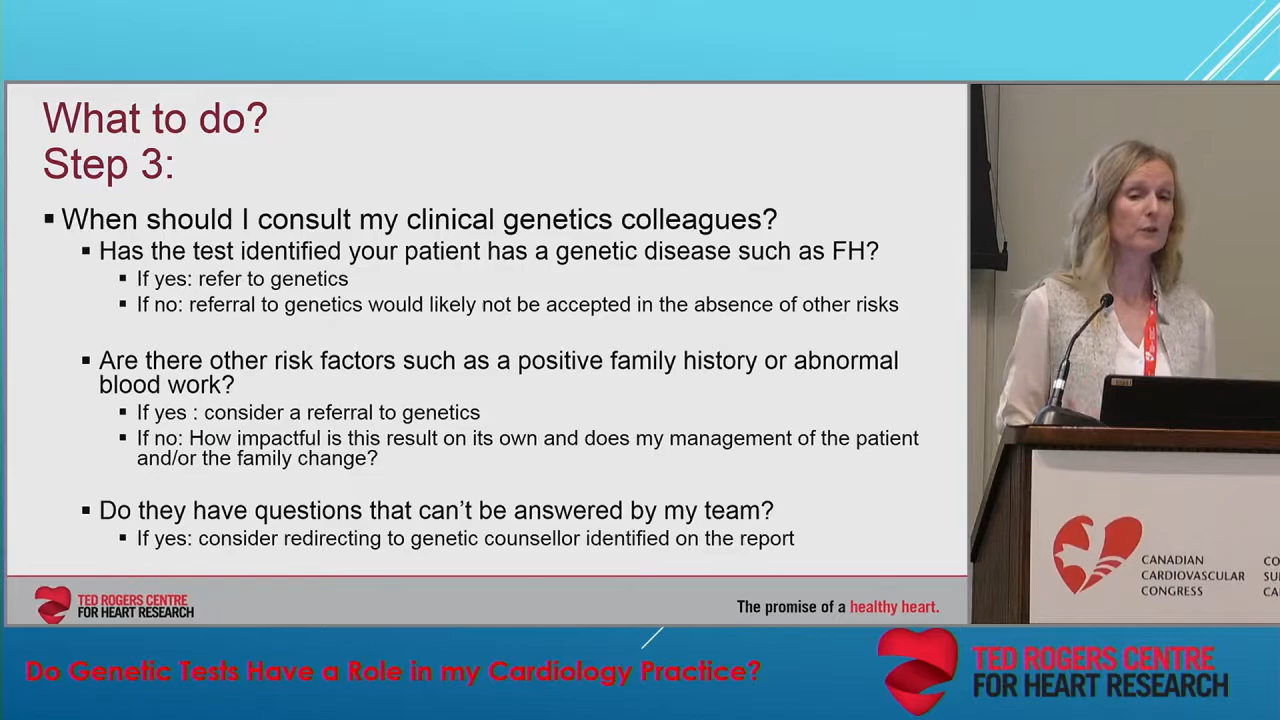 What to do?
Step 3:
▪ When should I consult my clinical genetics colleagues?
▪ Has the test identified your patient has a genetic disease such as FH?
▪ If yes: refer to genetics
▪ If no: referral to genetics would likely not be accepted in the absence of other risks
▪ Are there other risk factors such as a positive family history or abnormal
blood work?
▪ If yes : consider a referral to genetics
▪ If no: How impactful is this result on its own and does my management of the patient
and/or the family change?
▪ Do they have questions that can’t be answered by my team?
▪ If yes: consider redirecting to genetic counsellor identified on the report
TED ROGERS CENTRE
FOR HEART RESEARCH
The promise of a healthy heart.
CANADIAN
CARDIOVASCULAR
CONGRESS
CO
SU
CA
Do Genetic Tests Have a Role in my Cardiology Practice?
TED ROGERS CENTRE
FOR HEART RESEARCH